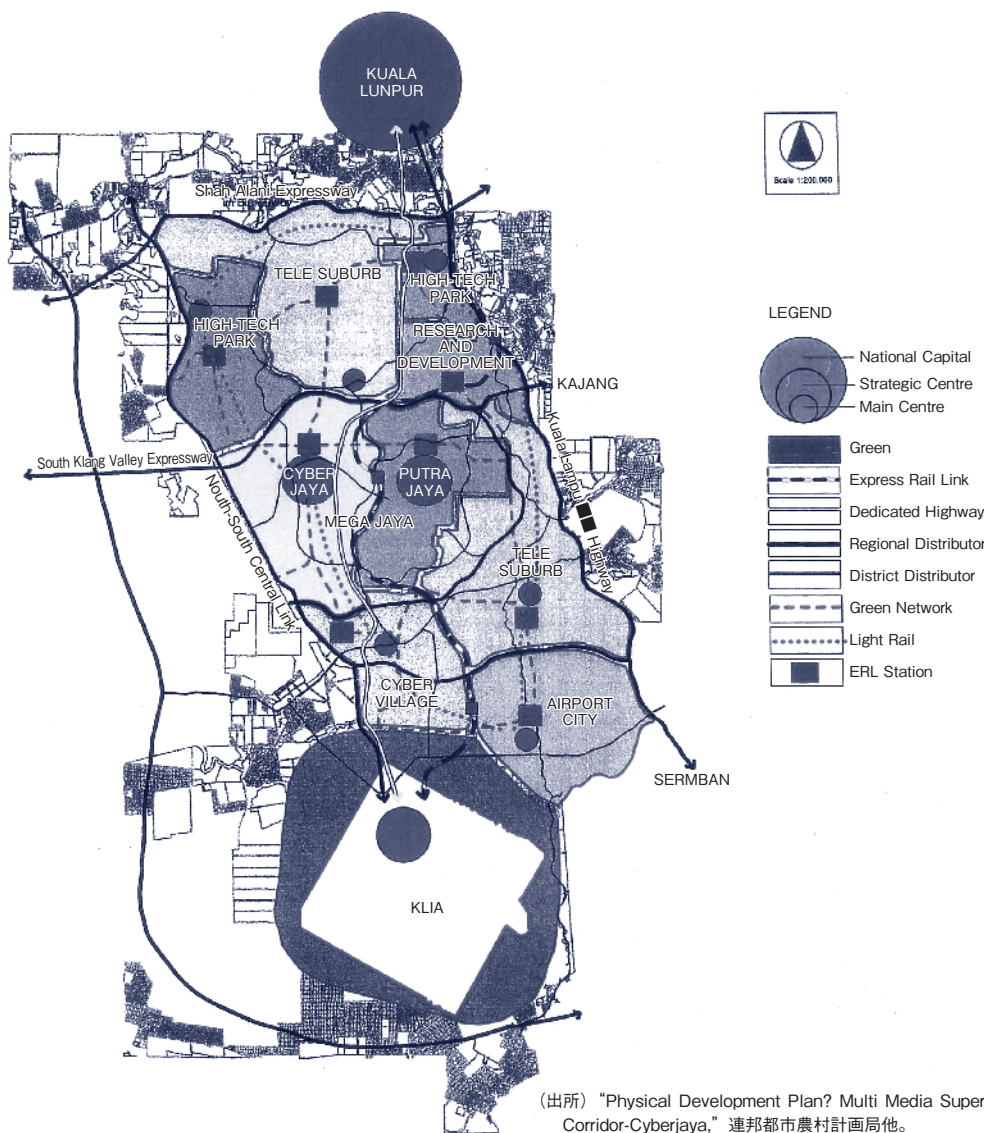 KUALA
LUNPUR
Scale 1:200,000
Shah Alani Expressway
TELE SUBURB
HIGH-TECH
PARK
HIGH-TECH
PARK
RESEARCH
AND
DEVELOPMENT
KAJANG
South Klang Valley Expressway
CYBER
JAYA
PUTRA
JAYA
MEGA JAYA
Kuala Lampul
Highway
Nouth-South Central Link
TELE
SUBURB
CYBER
VILLAGE
AIRPORT
CITY
SERMBAN
KLIA
LEGEND
National Capital
Strategic Centre
Main Centre
Green
Express Rail Link
Dedicated Highway
Regional Distributor
District Distributor
Green Network
Light Rail
ERL Station
（出所）“Physical Development Plan? Multi Media Super
Corridor-Cyberjaya,” 連邦都市農村計画局他。